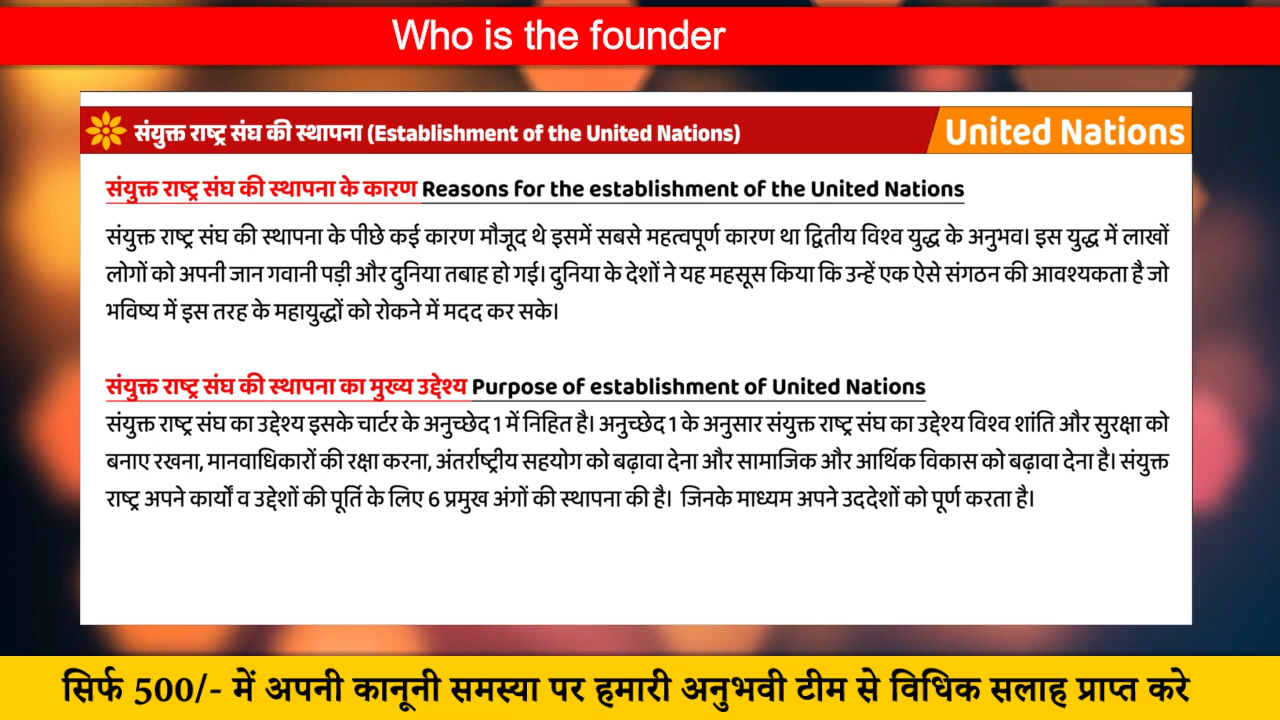 Who is the founder
संयुक्त राष्ट्र संघ की स्थापना (Establishment of the United Nations)
United Nations
संयुक्त राष्ट्र संघ की स्थापना के कारण Reasons for the establishment of the United Nations
संयुक्त राष्ट्र संघ की स्थापना के पीछे कई कारण मौजूद थे इसमें सबसे महत्वपूर्ण कारण था द्वितीय विश्व युद्ध के अनुभव। इस युद्ध में लाखों
लोगों को अपनी जान गवानी पड़ी और दुनिया तबाह हो गई। दुनिया के देशों ने यह महसूस किया कि उन्हें एक ऐसे संगठन की आवश्यकता है जो
भविष्य में इस तरह के महायुद्धों को रोकने में मदद कर सके।
संयुक्त राष्ट्र संघ की स्थापना का मुख्य उद्देश्य Purpose of establishment of United Nations
संयुक्त राष्ट्र संघ का उद्देश्य इसके चार्टर के अनुच्छेद 1 में निहित है। अनुच्छेद 1 के अनुसार संयुक्त राष्ट्र संघ का उद्देश्य विश्व शांति और सुरक्षा को
बनाए रखना, मानवाधिकारों की रक्षा करना, अंतर्राष्ट्रीय सहयोग को बढ़ावा देना और सामाजिक और आर्थिक विकास को बढ़ावा देना है। संयुक्त
राष्ट्र अपने कार्यों व उद्देशों की पूर्ति के लिए 6 प्रमुख अंगों की स्थापना की है। जिनके माध्यम अपने उददेशों को पूर्ण करता है।
सिर्फ 500/- में अपनी कानूनी समस्या पर हमारी अनुभवी टीम से विधिक सलाह प्राप्त करे